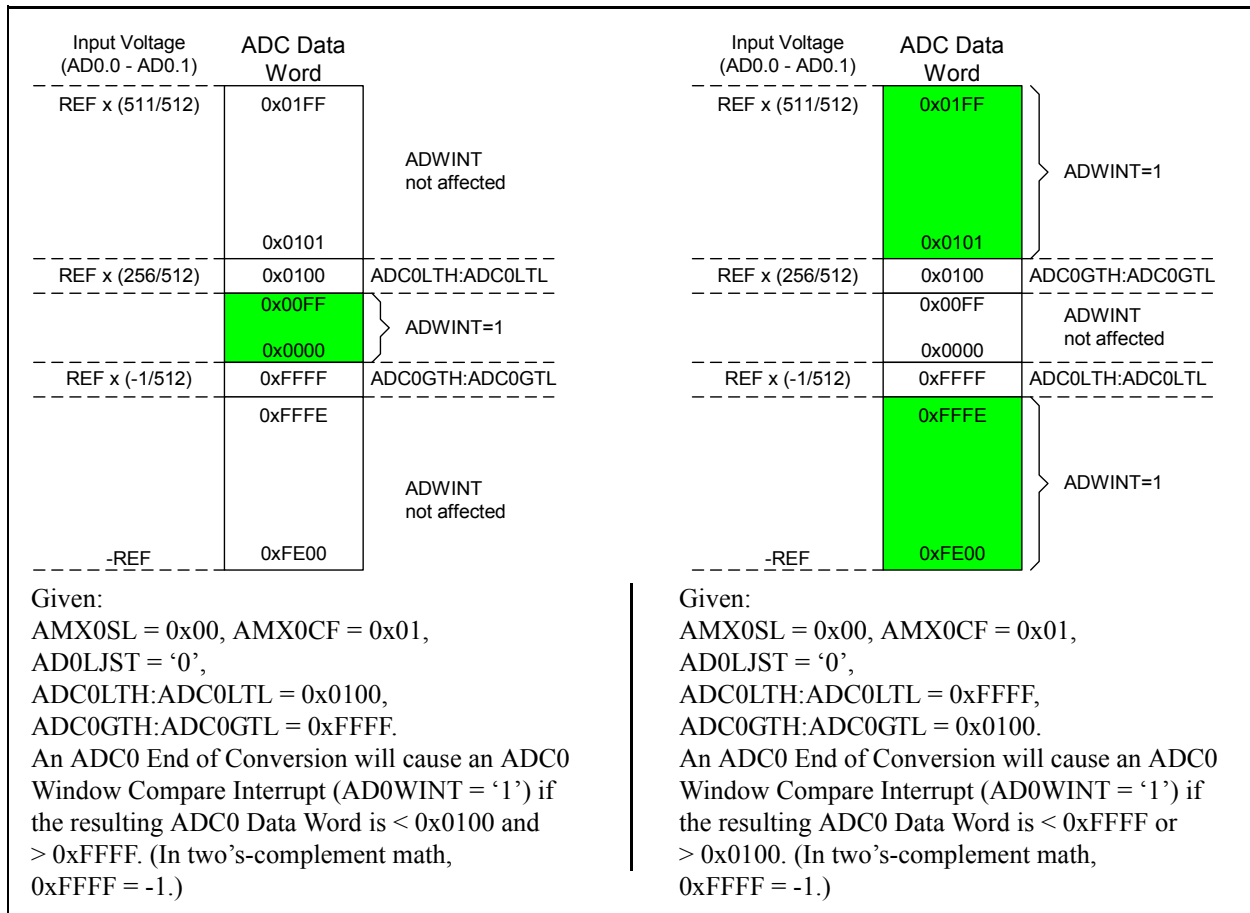 Input Voltage
(AD0.0 - AD0.1)
ADC Data
Word
REF x (511/512)
0x01FF
ADWINT
not affected
0x0101
REF x (256/512)
0x0100
ADC0LTH:ADC0LTL
0x00FF
ADWINT=1
0x0000
REF x (-1/512)
0xFFFF
ADC0GTH:ADC0GTL
0xFFFE
ADWINT
not affected
-REF
0xFE00
Given:
AMX0SL = 0x00, AMX0CF = 0x01,
AD0LJST = ‘0’,
ADC0LTH:ADC0LTL = 0x0100,
ADC0GTH:ADC0GTL = 0xFFFF.
An ADC0 End of Conversion will cause an ADC0
Window Compare Interrupt (AD0WINT = ‘1’) if
the resulting ADC0 Data Word is < 0x0100 and
> 0xFFFF. (In two’s-complement math,
0xFFFF = -1.)
Input Voltage
(AD0.0 - AD0.1)
ADC Data
Word
REF x (511/512)
0x01FF
ADWINT=1
0x0101
REF x (256/512)
0x0100
ADC0GTH:ADC0GTL
0x00FF
ADWINT
not affected
0x0000
REF x (-1/512)
0xFFFF
ADC0LTH:ADC0LTL
0xFFFE
ADWINT=1
-REF
0xFE00
Given:
AMX0SL = 0x00, AMX0CF = 0x01,
AD0LJST = ‘0’,
ADC0LTH:ADC0LTL = 0xFFFF,
ADC0GTH:ADC0GTL = 0x0100.
An ADC0 End of Conversion will cause an ADC0
Window Compare Interrupt (AD0WINT = ‘1’) if
the resulting ADC0 Data Word is < 0xFFFF or
> 0x0100. (In two’s-complement math,
0xFFFF = -1.)